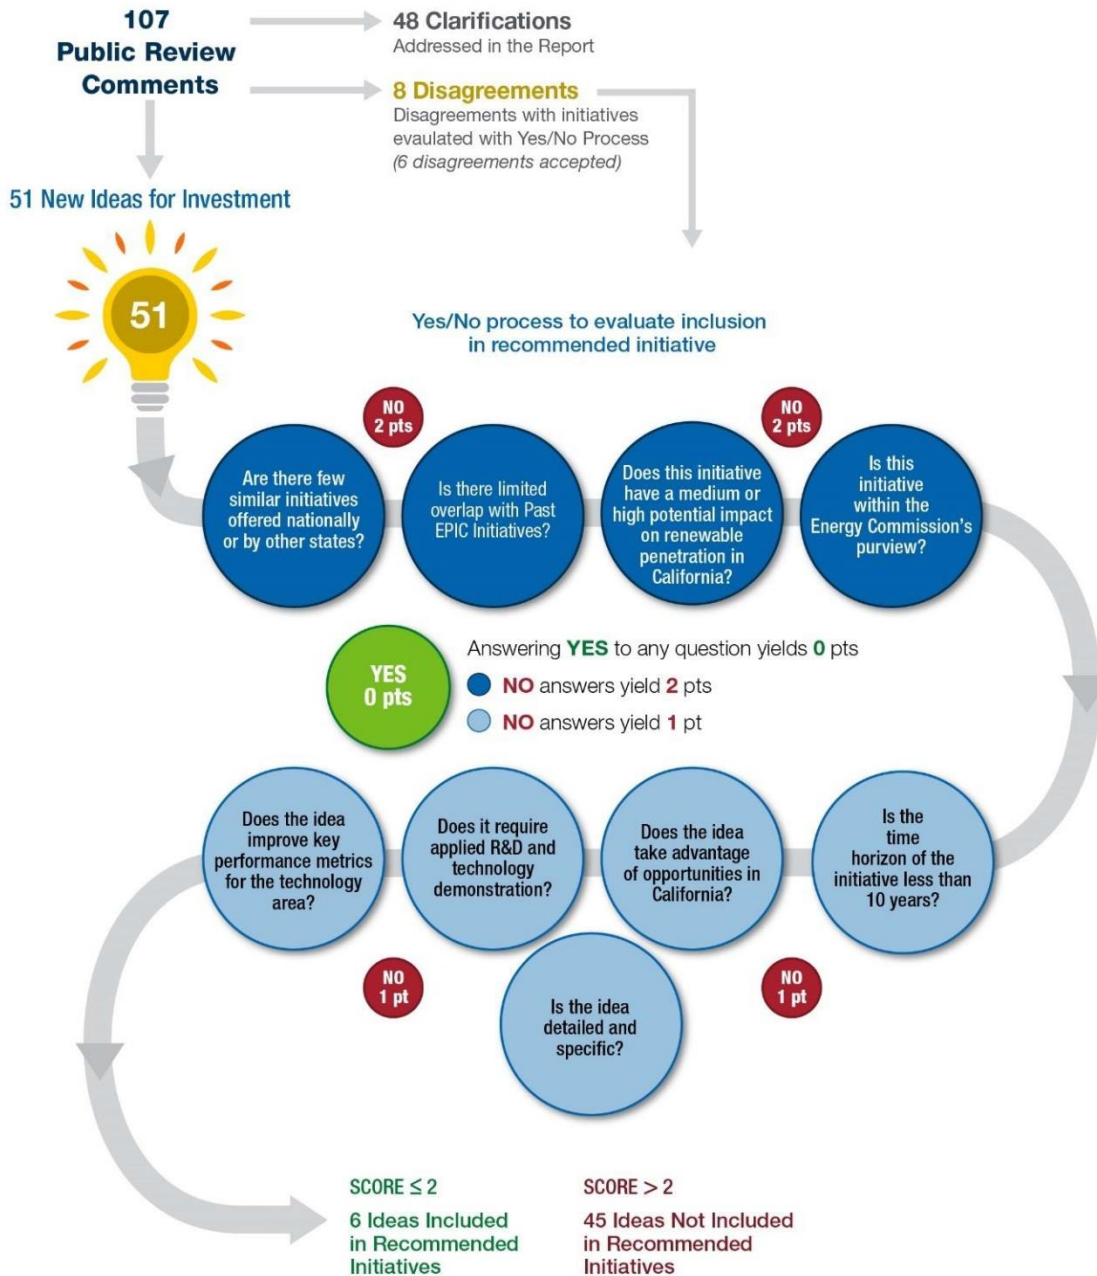 107
Public Review
Comments
48 Clarifications
Addressed in the Report
8 Disagreements
Disagreements with initiatives
evaulated with Yes/No Process
(6 disagreements accepted)
51 New Ideas for Investment
51
Yes/No process to evaluate inclusion
in recommended initiative
NO
2 pts
NO
2 pts
Are there few
similar initiatives
offered nationally
or by other states?
Is there limited
overlap with Past
EPIC Initiatives?
Does this initiative
have a medium or
high potential impact
on renewable
penetration in
California?
Is this
initiative
within the
Energy Commission's
purview?
YES
0 pts
Answering YES to any question yields 0 pts
NO answers yield 2 pts
NO answers yield 1 pt
Does the idea
improve key
performance metrics
for the technology
area?
Does it require
applied R&D and
technology
demonstration?
Does the idea
take advantage
of opportunities in
California?
Is the
time
horizon of the
initiative less than
10 years?
NO
1 pt
NO
1 pt
Is the idea
detailed and
specific?
SCORE ≤ 2
6 Ideas Included
in Recommended
Initiatives
SCORE > 2
45 Ideas Not Included
in Recommended
Initiatives